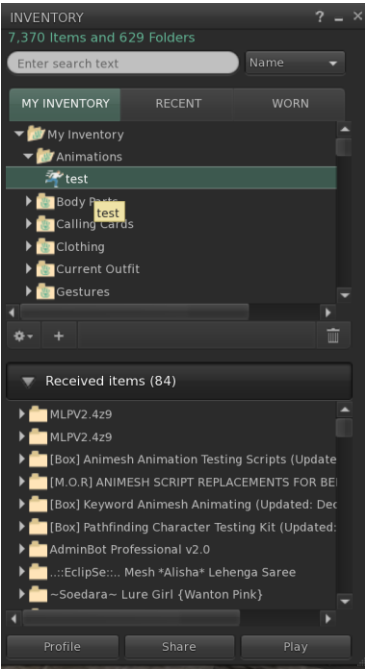 INVENTORY ? _ ×
7,370 Items and 629 Folders
Enter search text Name
MY INVENTORY RECENT WORN
My Inventory
Animations
test
Body
test
Calling Cards
Clothing
Current Outfit
Gestures
+
Received items (84)
MLPV2.4z9
MLPV2.4z9
[Box] Animesh Animation Testing Scripts (Update
[M.O.R] ANIMESH SCRIPT REPLACEMENTS FOR BEI
[Box] Keyword Animesh Animating (Updated: Dec
[Box] Pathfinding Character Testing Kit (Updated:
AdminBot Professional v2.0
..::EclipSe::.. Mesh *Alisha* Lehenga Saree
~Soedara~ Lure Girl {Wanton Pink}
Profile Share Play